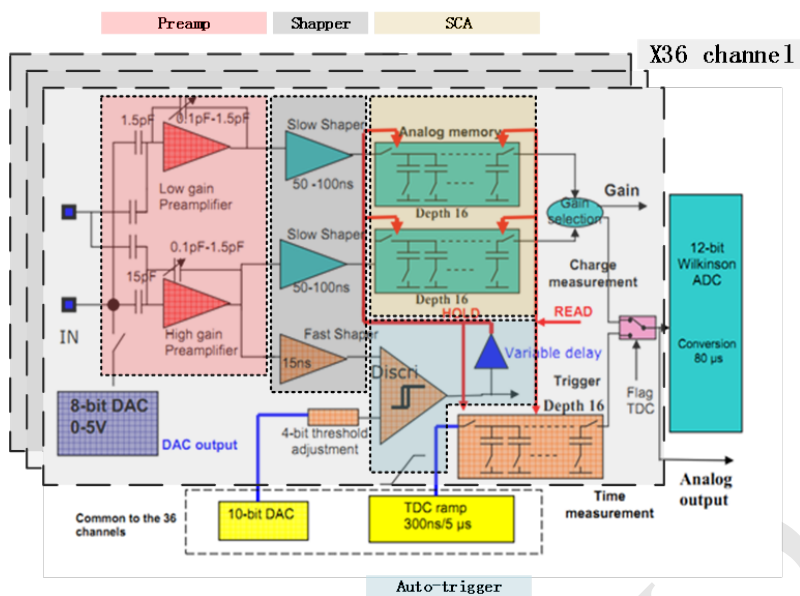 Preamp
Shapper
SCA
X36 channel
1.5pF
0.1pF-1.5pF
Low gain
Preamplifier
Slow Shaper
50 -100ns
Analog memory
Depth 16
Gain
Gain
selection
0.1pF-1.5pF
15pF
High gain
Preamplifier
Slow Shaper
50-100ns
Depth 16
HOLD
READ
Charge
measurement
12-bit
Wilkinson
ADC
Conversion
80 µs
IN
Fast Shaper
15ns
Discri
Variable delay
Trigger
Depth 16
Flag
TDC
8-bit DAC
0-5V
DAC output
4-bit threshold
adjustment
Analog
output
Time
measurement
Common to the 36
channels
10-bit DAC
TDC ramp
300ns/5 µs
Auto-trigger